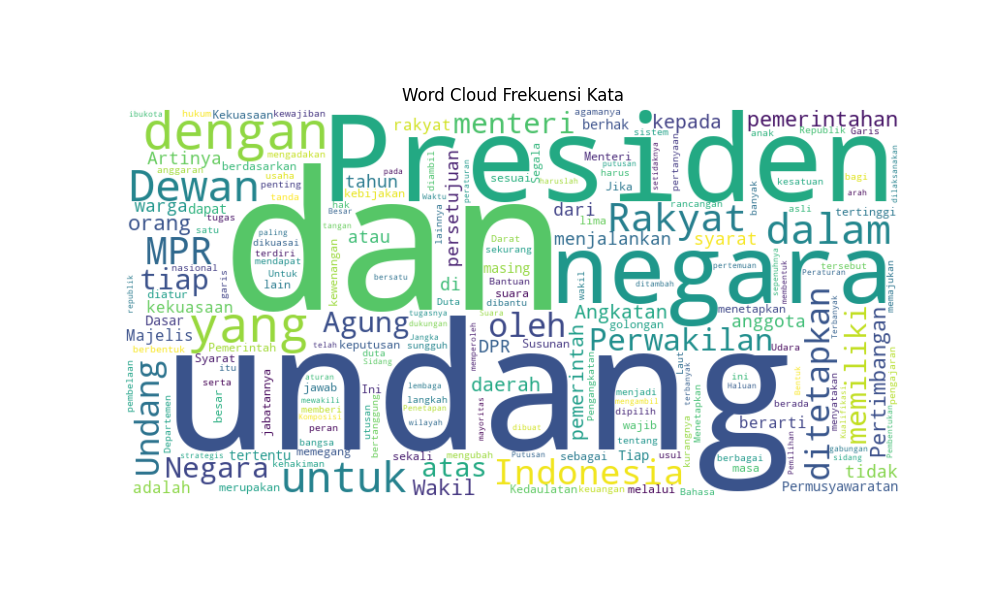 Word Cloud Frekuensi Kata
ibukota
hukum
Kekuasaan
kewajiban
dengan
rakyat
menteri
Presiden
agamanya
berhak
kepada
pemerintahan
sistem
anak
Republik
Garis
Artinya
mengadakan
pada
anggaran
berdasarkan
usaha
Dewan
penting
tanda
tahun
kebijakan
diambil
Waktu
persetujuan
peraturan
sesuai
Segala
haruslah
Menteri
putusan
harus
Jika
setidaknya
pertanyaan
kesatuan
bagi
arah
dilaksanakan
warga
dapat
tugas
orang
satu
hak
Besar
tangan
lainnya
dari
lima
Rakyat
rancangan
banyak
asli
tertinggi
dalam
MPR
paling
dikuasai
terdiri
mendapat
Untuk
lain
atau
dan
Darat
sekurang
masing
Bantuan
suara
dibantu
menjalankan
syarat
negara
pertemuan
sepenuhnya
membentuk
tersebut
Peraturan
memajukan
tiap
nasional
garis
republik
diatur
kekuasaan
kewenangan
bersatu
di
Duta
wakil
ditambah
Dasar
Majelis
yang
Agung
tugasnya
dukungan
oleh
Suara
Angkatan
golongan
menetapkan
anggota
Terbanyak
berbentuk
Pemerintah
telah
keputusan
Jangka
sungguh
duta
Sidang
memperoleh
DPR
Susunan
Perwakilan
Laut
Udara
ditetapkan
memiliki
Pertimbangan
pengajaran
pembelaan
Undang
Departemen
Syarat
itu
serta
besar
jabatannya
undang
aturan
jawab
mewakili
memberi
Komposisi
peran
bangsa
memegang
Ini
putusan
bertanggung
lembaga
langkah
Penetapan
wilayah
mayoritas
daerah
dibuat
pemerintah
Pengangkatan
menjadi
mengambil
dipilih
wajib
tentang
terbanyak
Menetapkan
kurangnya
ini
Haluan
Bentuk
berada
berarti
menyatakan
Kualifikasi
Pembentukan
gabungan
sidang
Pemilihan
strategis
Negara
tertentu
kehakiman
sekali
mengubah
Putusan
sebagai
Tiap
usul
berbagai
masa
tidak
adalah
merupakan
untuk
Wakil
atas
Indonesia
Kedaulatan
keuangan
melalui
Bahasa
Permusyawaratan